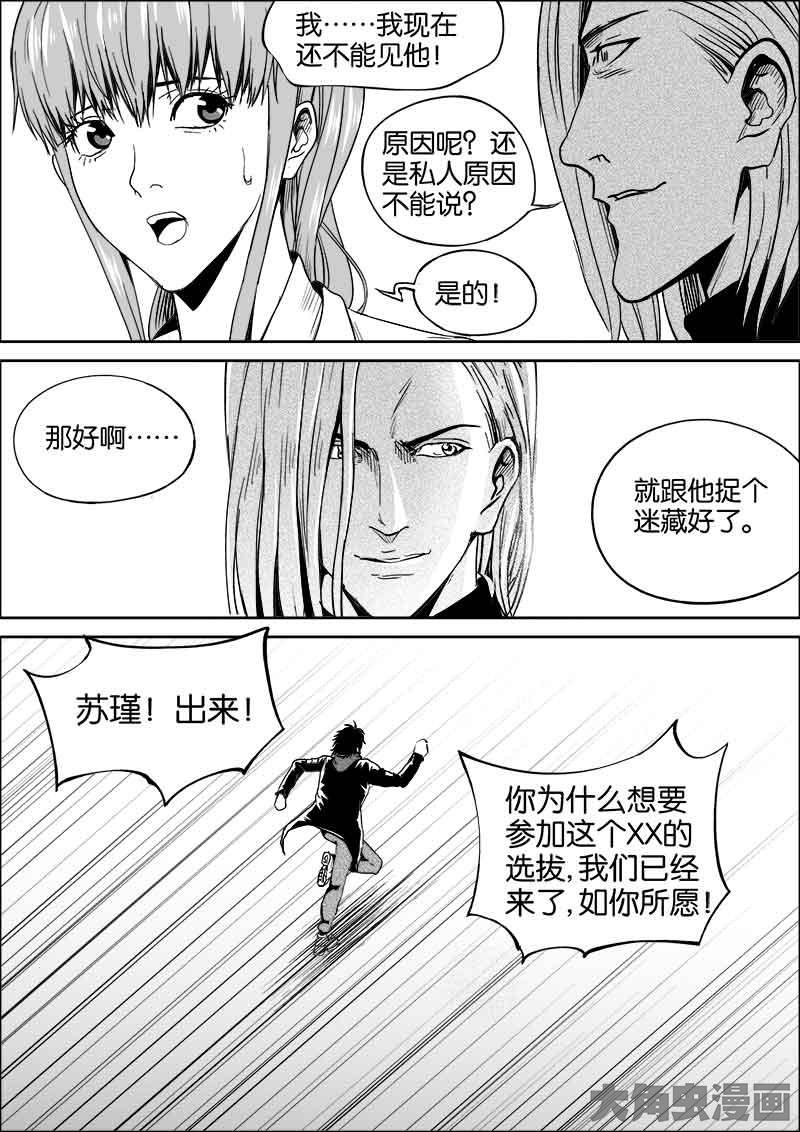 我……我现在
还不能见他！
原因呢？还
是私人原因
不能说？
是的！
那好啊……
就跟他捉个
迷藏好了。
苏瑾！出来！
你为什么想要
参加这个XX的
选拔，我们已经
来了，如你所愿！
大角虫漫画